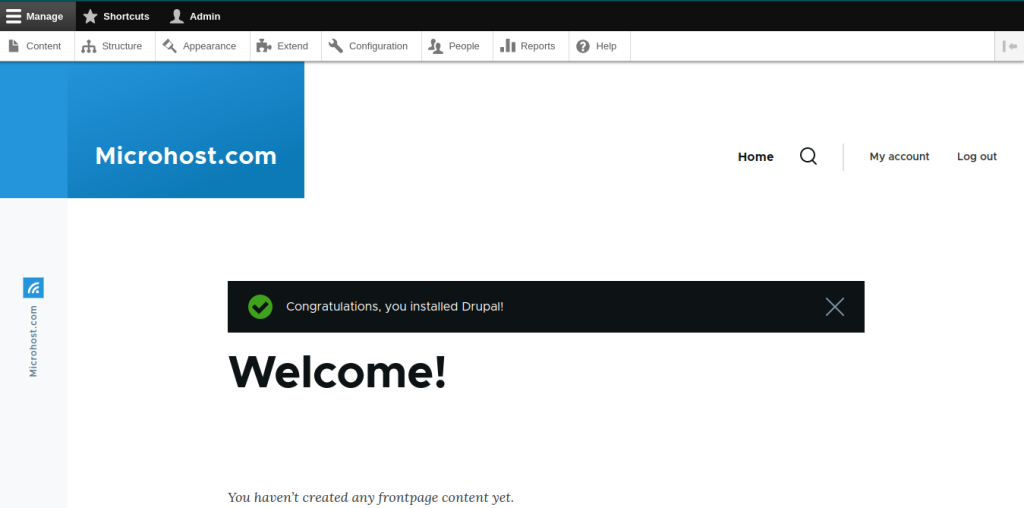 Manage Shortcuts Admin
Content Structure Appearance Extend Configuration People Reports Help
Microhost.com
Home My account Log out
Microhost.com
Congratulations, you installed Drupal!
Welcome!
You haven’t created any frontpage content yet.